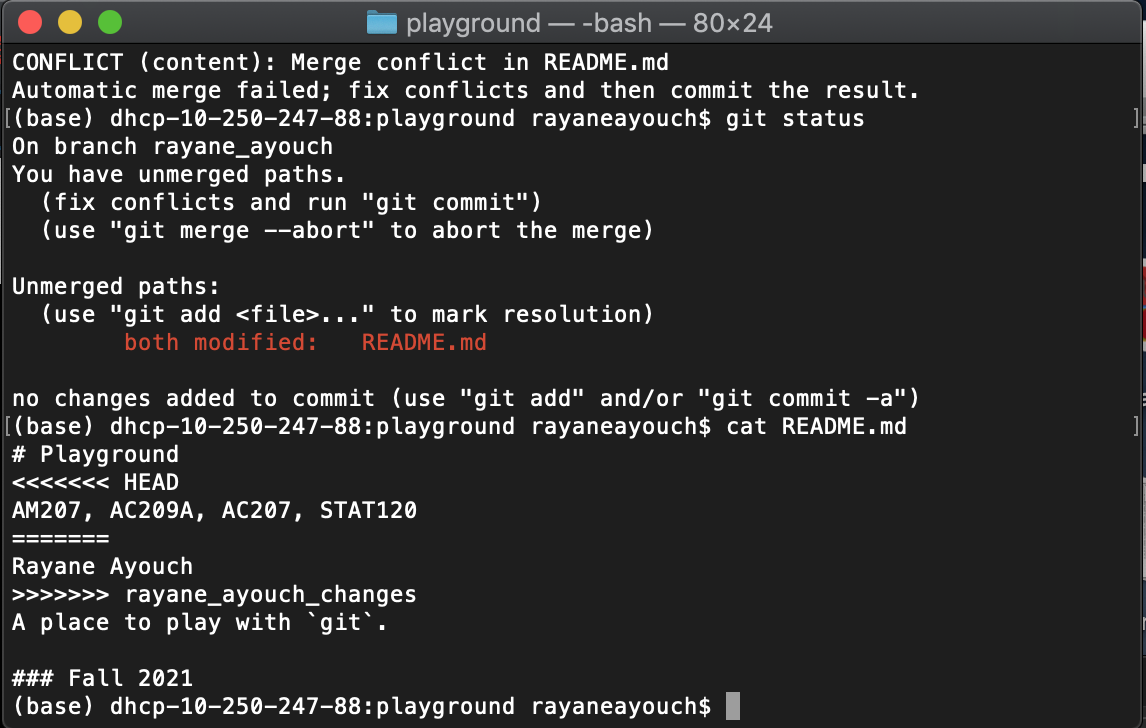 playground — -bash — 80×24
CONFLICT (content): Merge conflict in README.md
Automatic merge failed; fix conflicts and then commit the result.
[(base) dhcp-10-250-247-88:playground rayaneayouch$ git status ]
On branch rayane_ayouch
You have unmerged paths.
  (fix conflicts and run "git commit")
  (use "git merge --abort" to abort the merge)

Unmerged paths:
  (use "git add <file>..." to mark resolution)
        both modified:   README.md

no changes added to commit (use "git add" and/or "git commit -a")
[(base) dhcp-10-250-247-88:playground rayaneayouch$ cat README.md ]
# Playground
<<<<<<< HEAD
AM207, AC209A, AC207, STAT120
=======
Rayane Ayouch
>>>>>>> rayane_ayouch_changes
A place to play with `git`.

### Fall 2021
(base) dhcp-10-250-247-88:playground rayaneayouch$